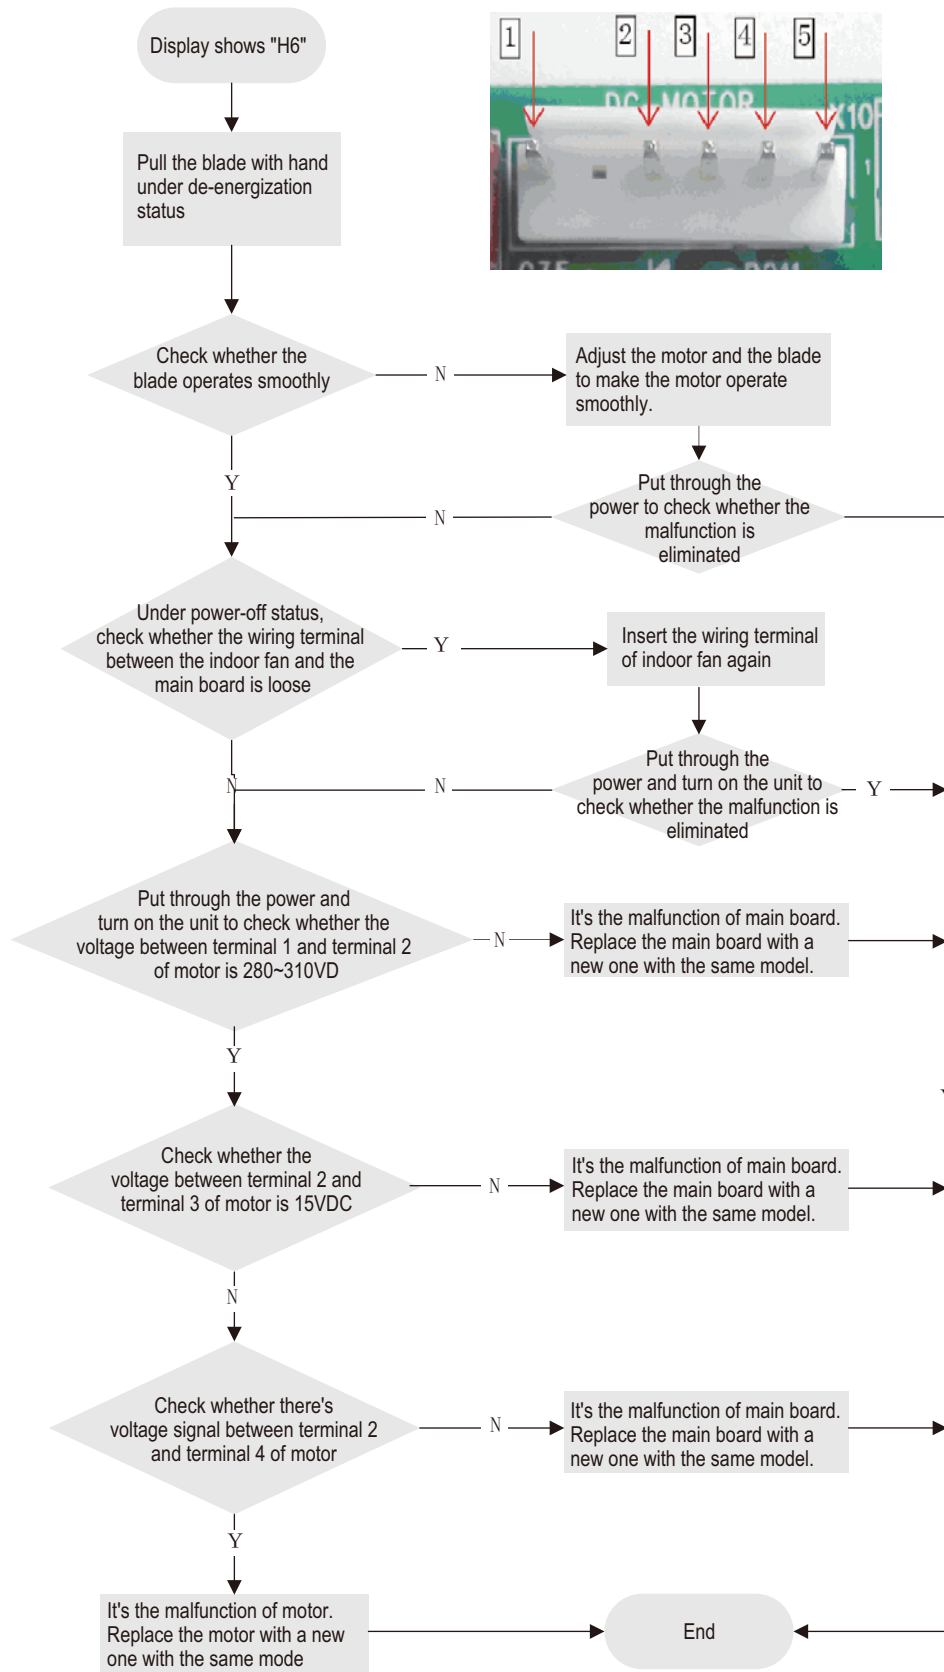 Display shows "H6"
1 2 3 4 5
DC MOTOR
X10
1
Pull the blade with hand
under de-energization
status
Check whether the
blade operates smoothly
N
Adjust the motor and the blade
to make the motor operate
smoothly.
Y
Put through the
power to check whether the
malfunction is
eliminated
N
Under power-off status,
check whether the wiring terminal
between the indoor fan and the
main board is loose
Y
Insert the wiring terminal
of indoor fan again
N
Put through the
power and turn on the unit to
check whether the malfunction is
eliminated
N
Y
Put through the power and
turn on the unit to check whether the
voltage between terminal 1 and terminal 2
of motor is 280~310VD
N
It's the malfunction of main board.
Replace the main board with a
new one with the same model.
Y
Check whether the
voltage between terminal 2 and
terminal 3 of motor is 15VDC
N
It's the malfunction of main board.
Replace the main board with a
new one with the same model.
N
Check whether there's
voltage signal between terminal 2
and terminal 4 of motor
N
It's the malfunction of main board.
Replace the main board with a
new one with the same model.
Y
It's the malfunction of motor.
Replace the motor with a new
one with the same mode
End